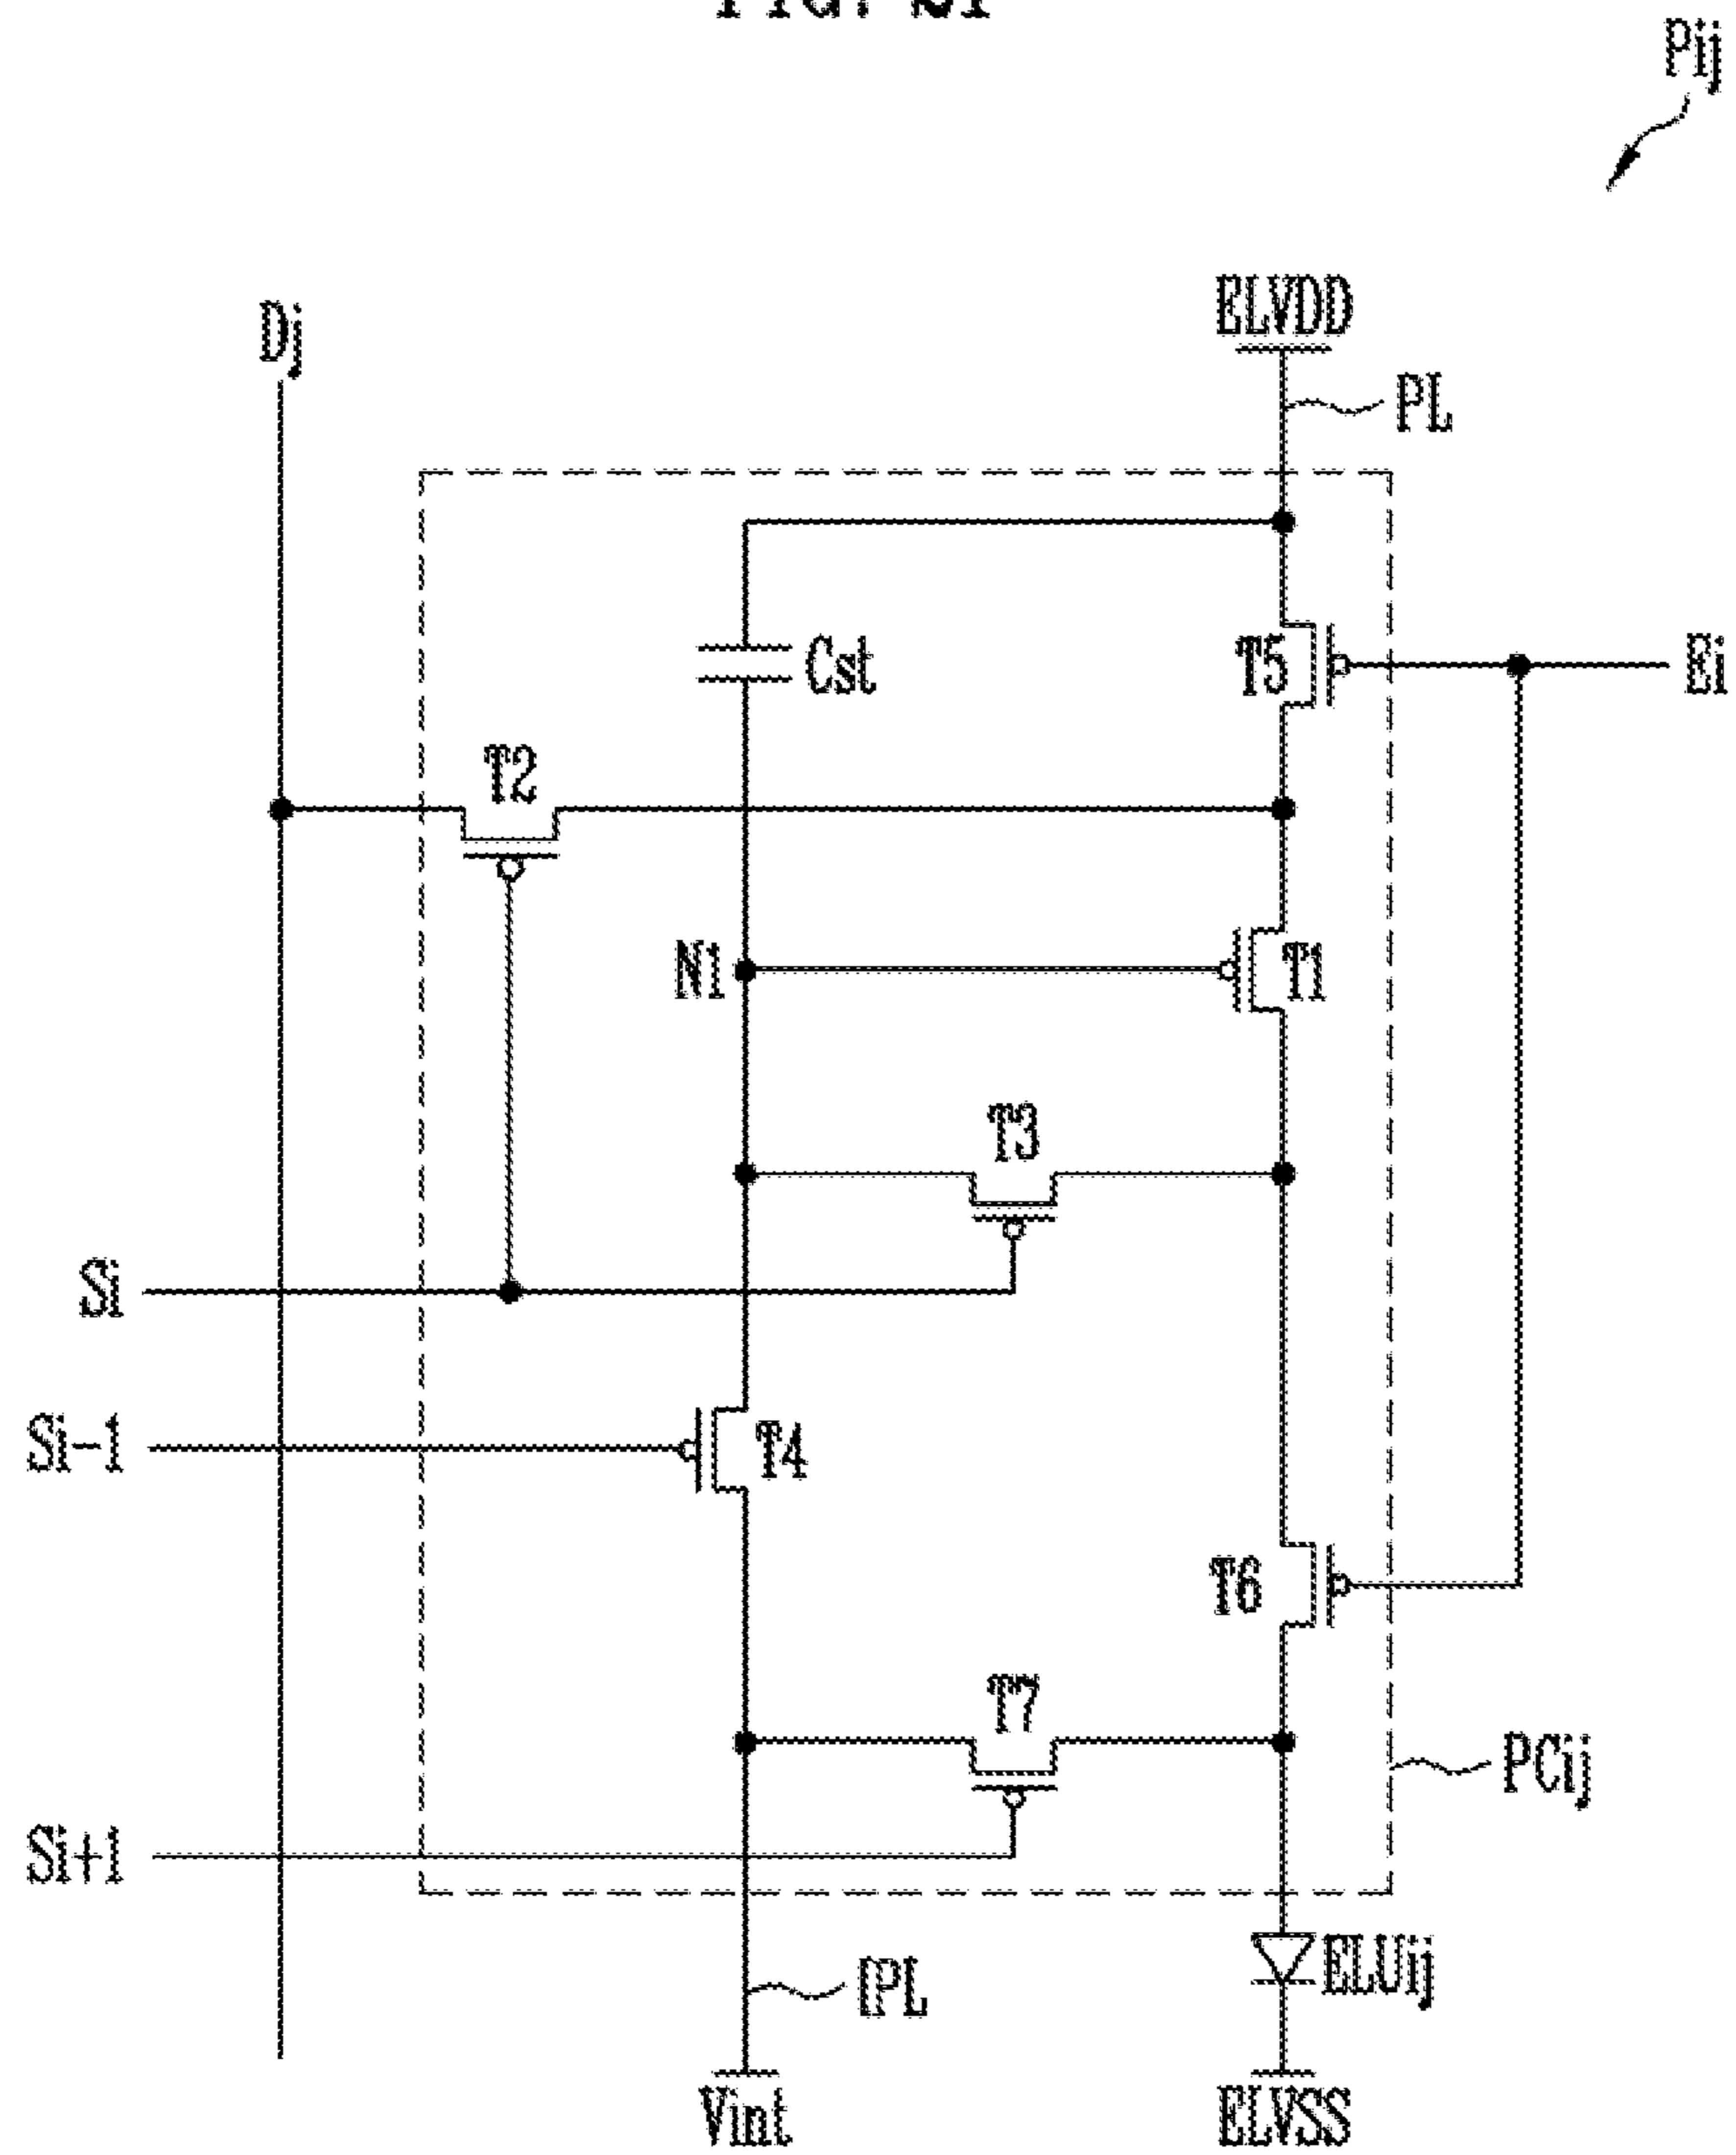 Pij
ELVDD
Dj
PL
Cst
T5
Ei
T2
N1
T1
T3
Si
Si-1
T4
T6
T7
PCij
Si+1
ELUij
IPL
Vint
ELVSS